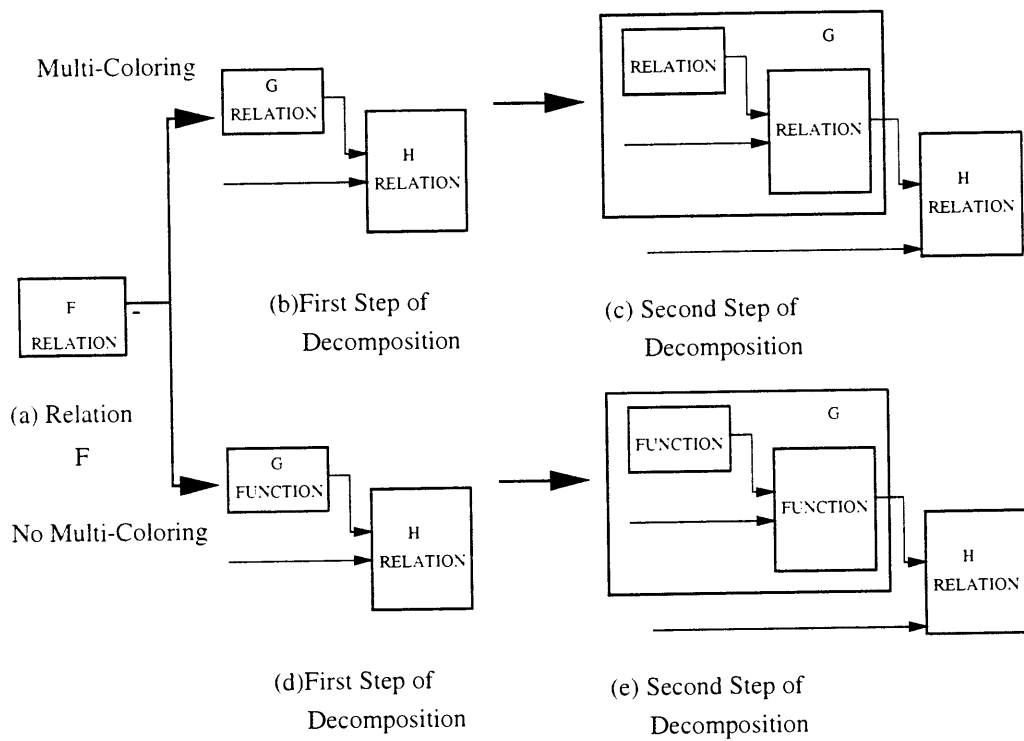 Multi-Coloring
G
RELATION
H
RELATION
G
RELATION
RELATION
H
RELATION
F
RELATION
(a) Relation
F
(b)First Step of
Decomposition
(c) Second Step of
Decomposition
No Multi-Coloring
G
FUNCTION
H
RELATION
G
FUNCTION
FUNCTION
H
RELATION
(d)First Step of
Decomposition
(e) Second Step of
Decomposition